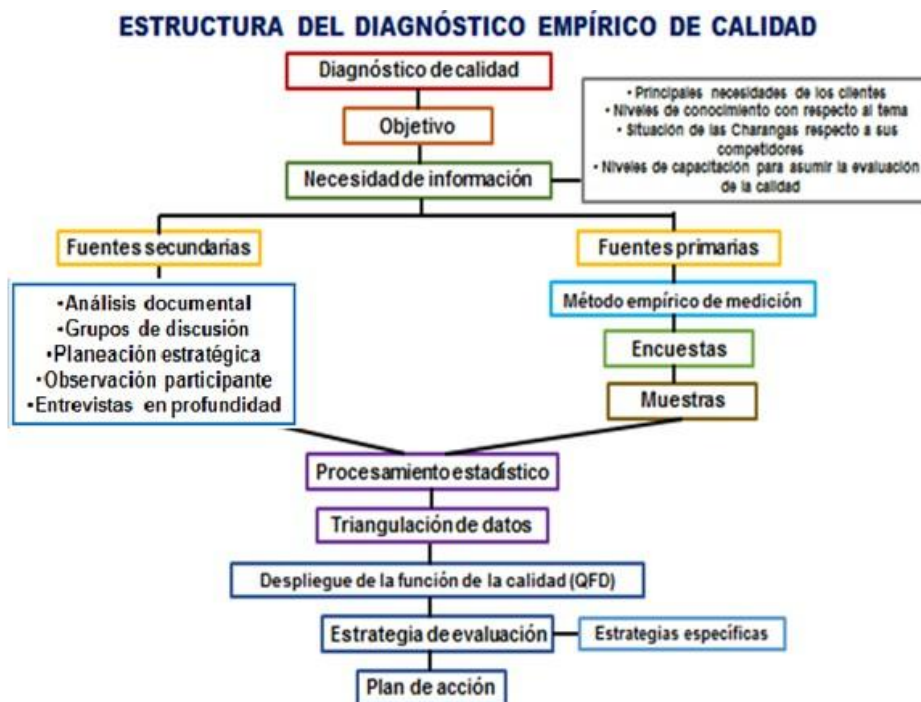 ESTRUCTURA DEL DIAGNÓSTICO EMPÍRICO DE CALIDAD
Diagnóstico de calidad
• Principales necesidades de los clientes
• Niveles de conocimiento con respecto al tema
• Situación de las Charangas respecto a sus
competidores
• Niveles de capacitación para asumir la evaluación
de la calidad
Objetivo
Necesidad de información
Fuentes secundarias
Fuentes primarias
•Análisis documental
•Grupos de discusión
•Planeación estratégica
•Observación participante
•Entrevistas en profundidad
Método empírico de medición
Encuestas
Muestras
Procesamiento estadístico
Triangulación de datos
Despliegue de la función de la calidad (QFD)
Estrategia de evaluación
Estrategias específicas
Plan de acción